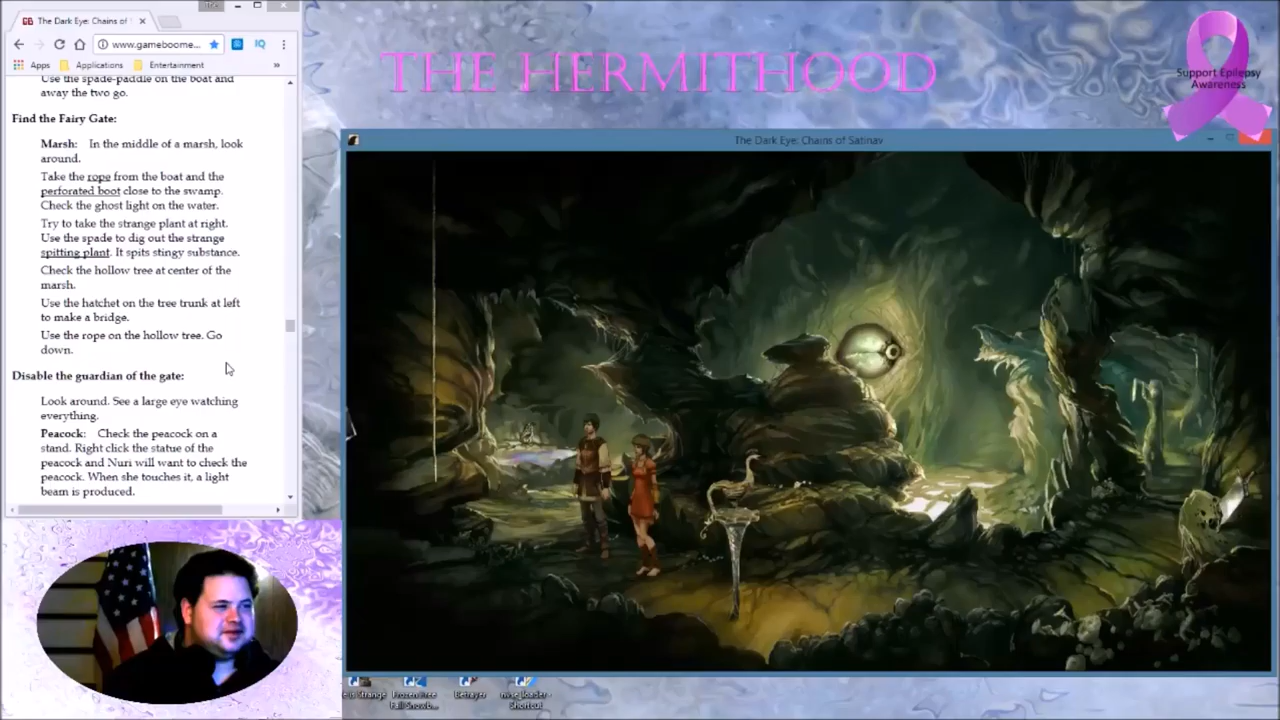 The Dark Eye: Chains of
www.gameboome...
IQ
Apps
Applications
Entertainment
»
Use the spade-paddle on the boat and
away the two go.
Find the Fairy Gate:
Marsh: In the middle of a marsh, look
around.
Take the rope from the boat and the
perforated boot close to the swamp.
Check the ghost light on the water.
Try to take the strange plant at right.
Use the spade to dig out the strange
spitting plant. It spits stingy substance.
Check the hollow tree at center of the
marsh.
Use the hatchet on the tree trunk at left
to make a bridge.
Use the rope on the hollow tree. Go
down.
Disable the guardian of the gate:
Look around. See a large eye watching
everything.
Peacock: Check the peacock on a
stand. Right click the statue of the
peacock and Nuri will want to check the
peacock. When she touches it, a light
beam is produced.
THE HERMITHOOD
Support Epilepsy
Awareness
The Dark Eye: Chains of Satinav
Betrayer
Shortcut